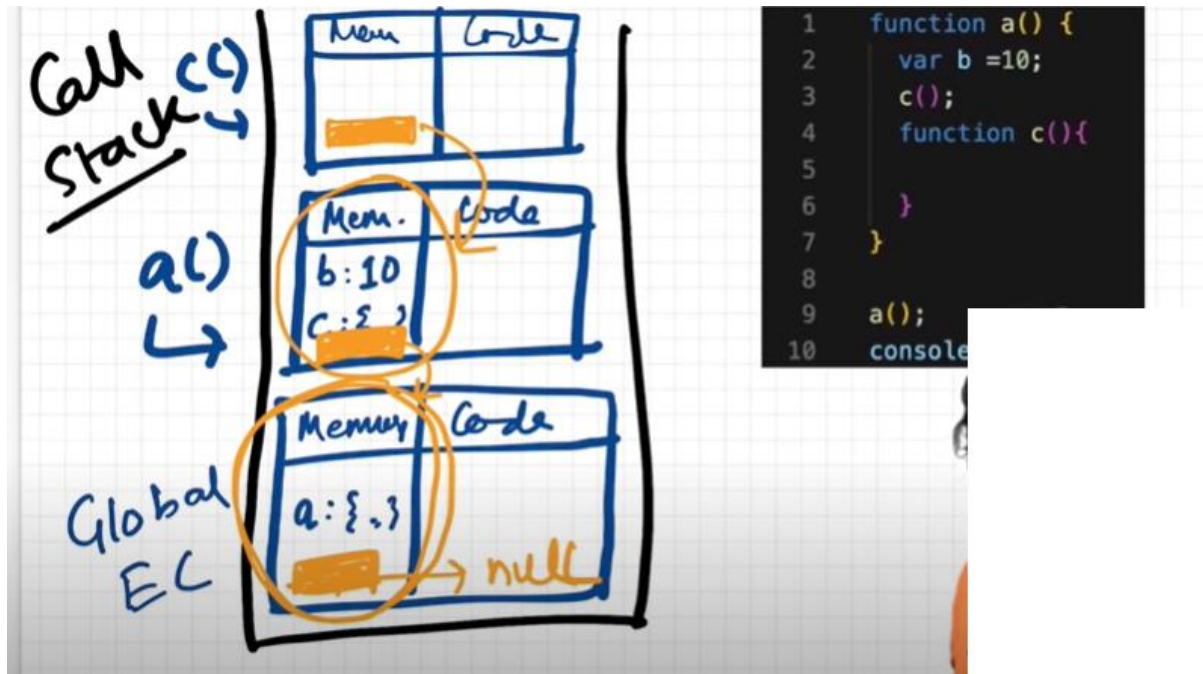 Call
Stack
c()
Mem Code
a()
Mem. Code
b:10
c:{ }
Global
EC
Memory Code
a:{.}
null
1 function a() {
2 var b =10;
3 c();
4 function c(){
5
6 }
7 }
8
9 a();
10 console